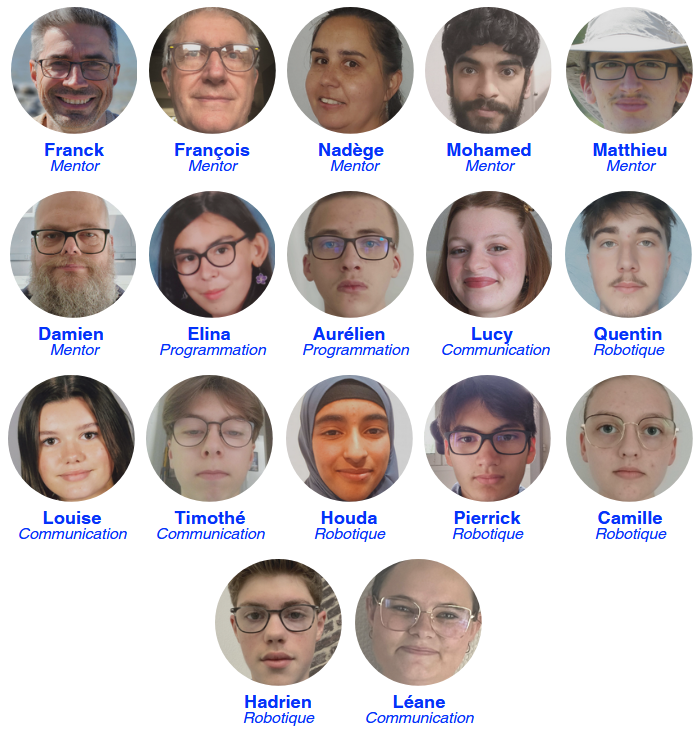 Franck
Mentor
François
Mentor
Nadège
Mentor
Mohamed
Mentor
Matthieu
Mentor
Damien
Mentor
Elina
Programmation
Aurélien
Programmation
Lucy
Communication
Quentin
Robotique
Louise
Communication
Timothé
Communication
Houda
Robotique
Pierrick
Robotique
Camille
Robotique
Hadrien
Robotique
Léane
Communication